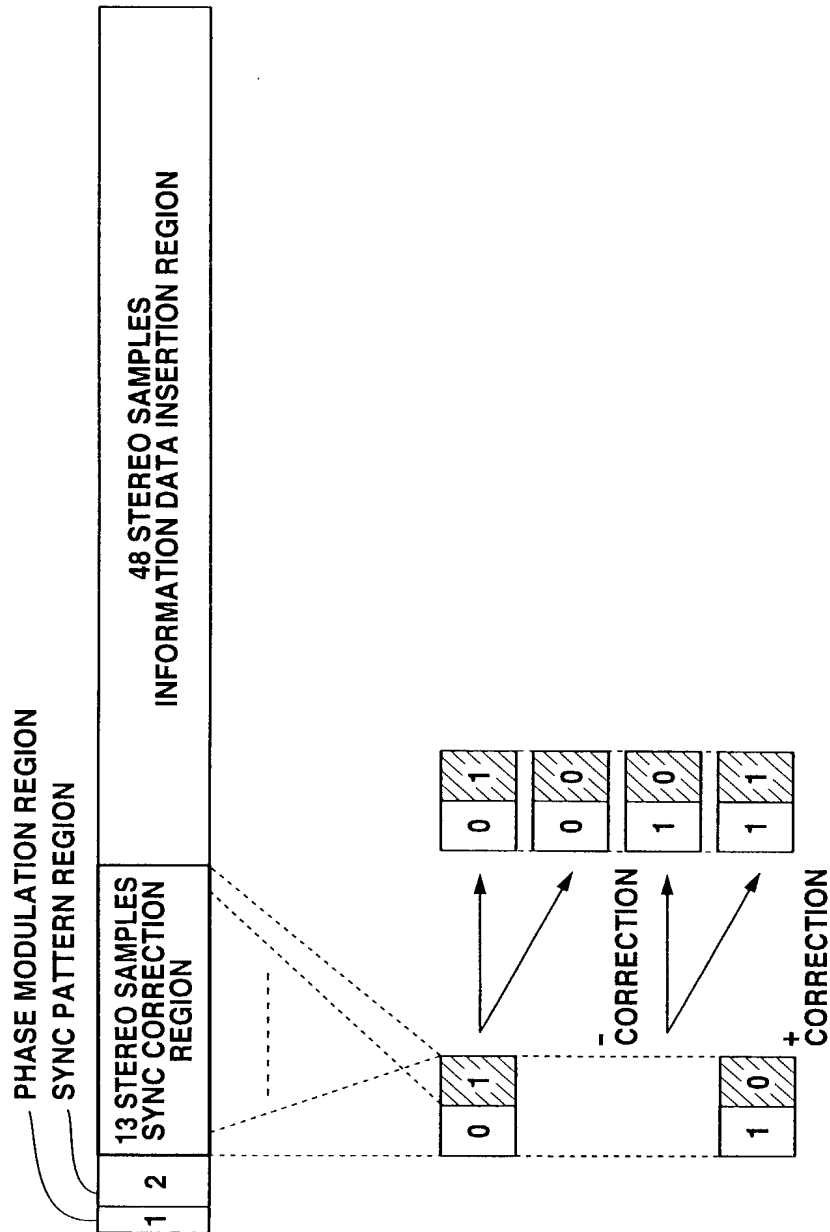 PHASE MODULATION REGION
SYNC PATTERN REGION
1
2
13 STEREO SAMPLES
SYNC CORRECTION
REGION
48 STEREO SAMPLES
INFORMATION DATA INSERTION REGION
0 1
0 1
0 0
-
CORRECTION
1 0
1 0
1 1
+
CORRECTION